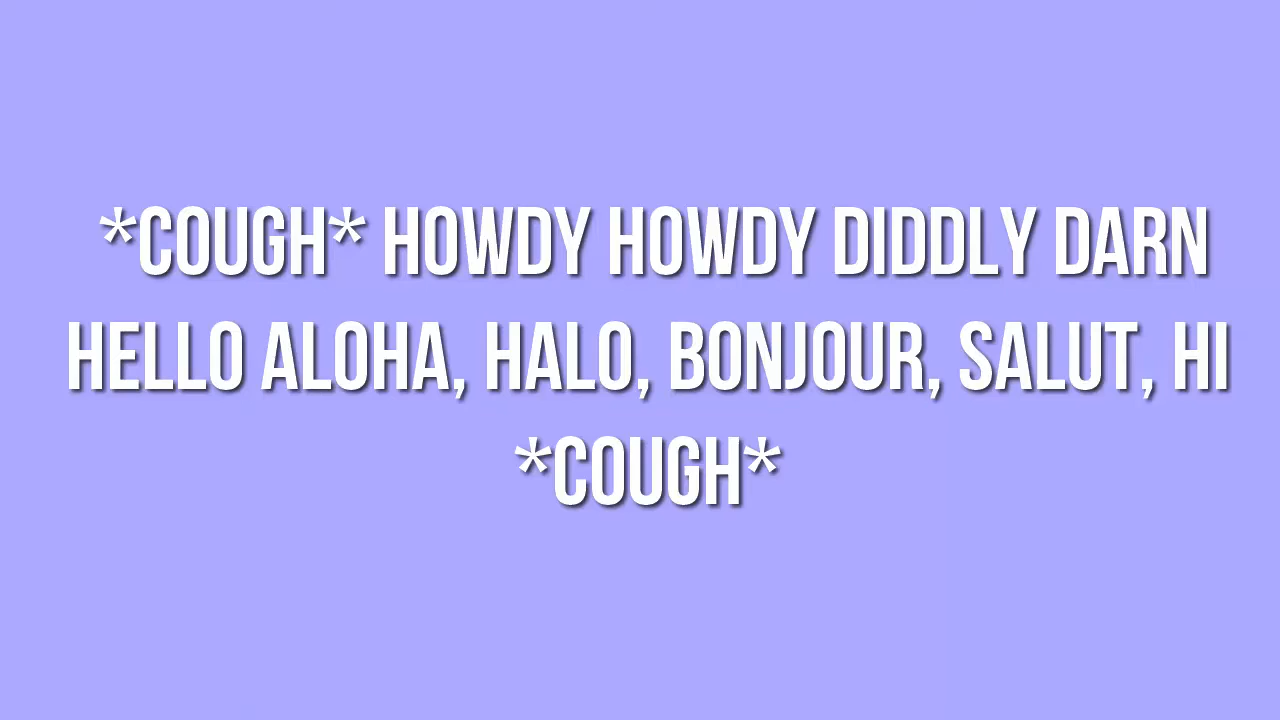 *COUGH* HOWDY HOWDY DIDDLY DARN
HELLO ALOHA, HALO, BONJOUR, SALUT, HI
*COUGH*